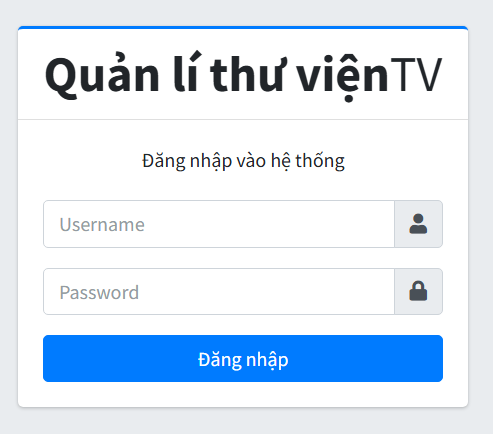 Quản lí thư việnTV
Đăng nhập vào hệ thống
Username
Password
Đăng nhập